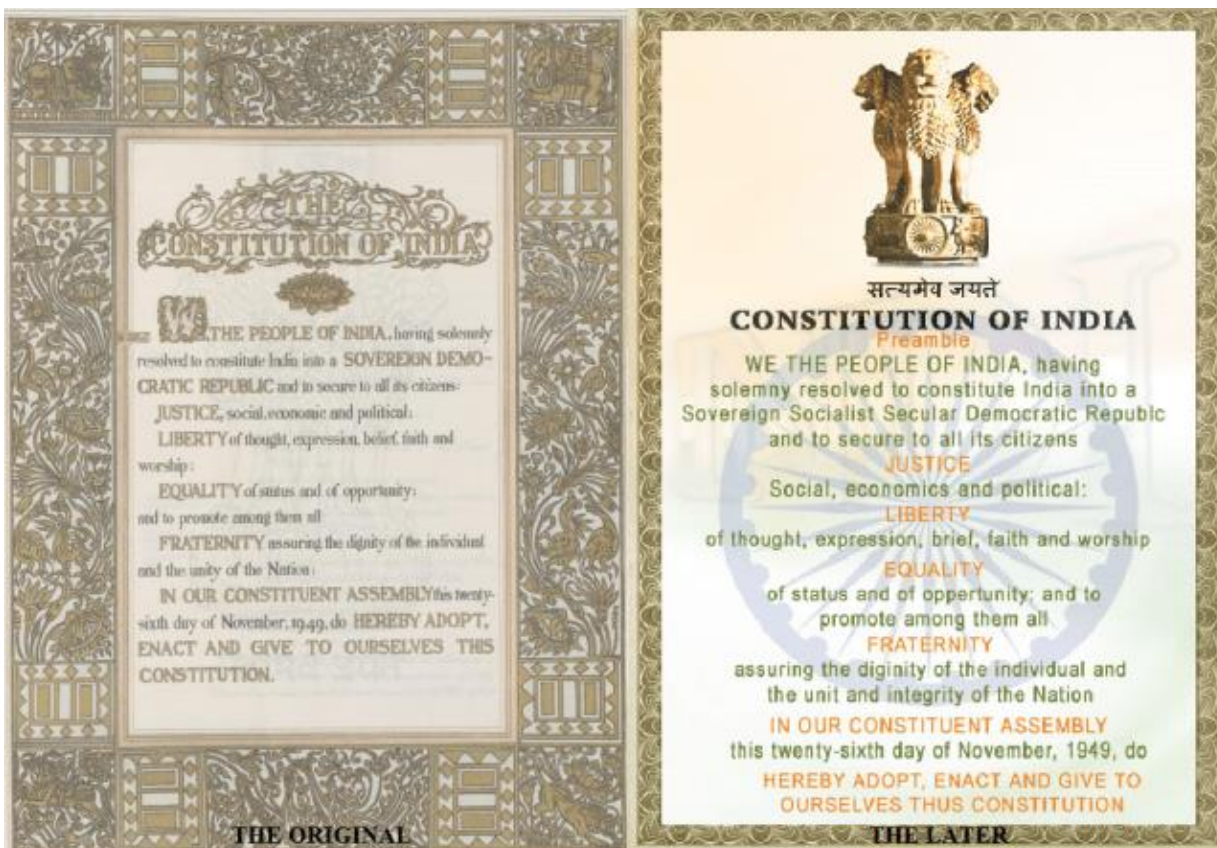 THE
CONSTITUTION OF INDIA
WE, THE PEOPLE OF INDIA, having solemnly
resolved to constitute India into a SOVEREIGN DEMO-
CRATIC REPUBLIC and to secure to all its citizens:
JUSTICE, social, economic and political;
LIBERTY of thought, expression, belief, faith and
worship;
EQUALITY of status and of opportunity;
and to promote among them all
FRATERNITY assuring the dignity of the individual
and the unity of the Nation;
IN OUR CONSTITUENT ASSEMBLY this twenty-
sixth day of November, 1949, do HEREBY ADOPT,
ENACT AND GIVE TO OURSELVES THIS
CONSTITUTION.
THE ORIGINAL
सत्यमेव जयते
CONSTITUTION OF INDIA
Preamble
WE THE PEOPLE OF INDIA, having
solemny resolved to constitute India into a
Sovereign Socialist Secular Democratic Republc
and to secure to all its citizens
JUSTICE
Social, economics and political:
LIBERTY
of thought, expression, brief, faith and worship
EQUALITY
of status and of oppertunity; and to
promote among them all
FRATERNITY
assuring the diginity of the individual and
the unit and integrity of the Nation
IN OUR CONSTITUENT ASSEMBLY
this twenty-sixth day of November, 1949, do
HEREBY ADOPT, ENACT AND GIVE TO
OURSELVES THUS CONSTITUTION
THE LATER